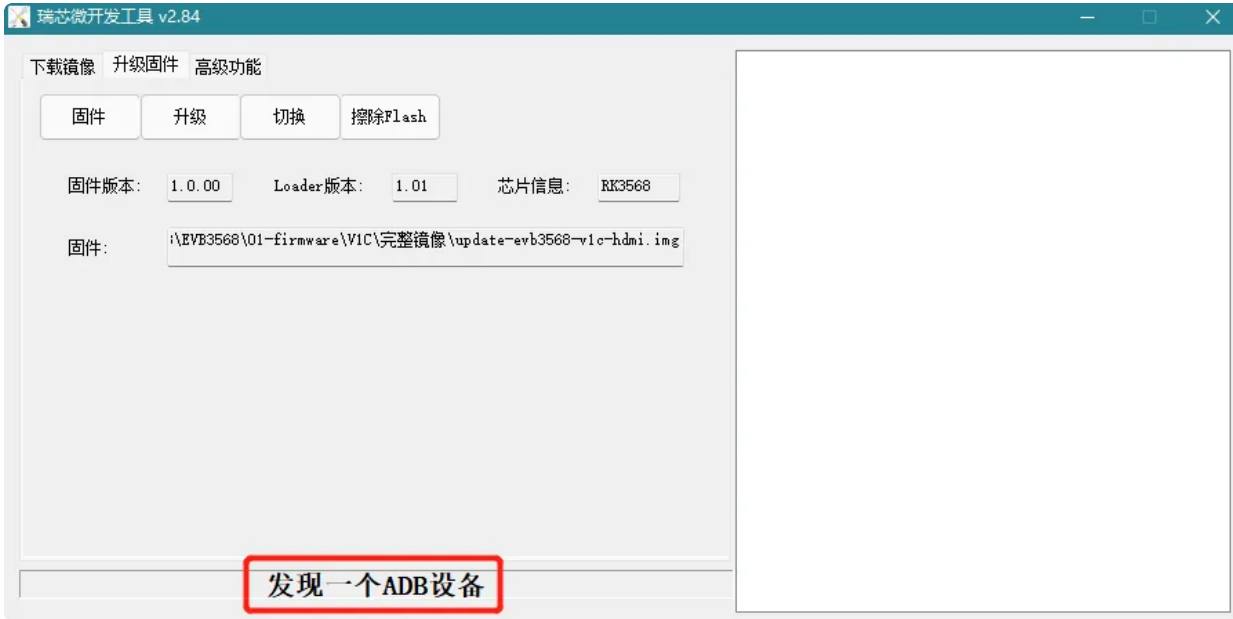 瑞芯微开发工具 v2.84
下载镜像 升级固件 高级功能
固件 升级 切换 擦除Flash
固件版本: 1.0.00 Loader版本: 1.01 芯片信息: RK3568
固件: :\EVB3568\01-firmware\V1C\完整镜像\update-evb3568-v1c-hdmi.img
发现一个ADB设备